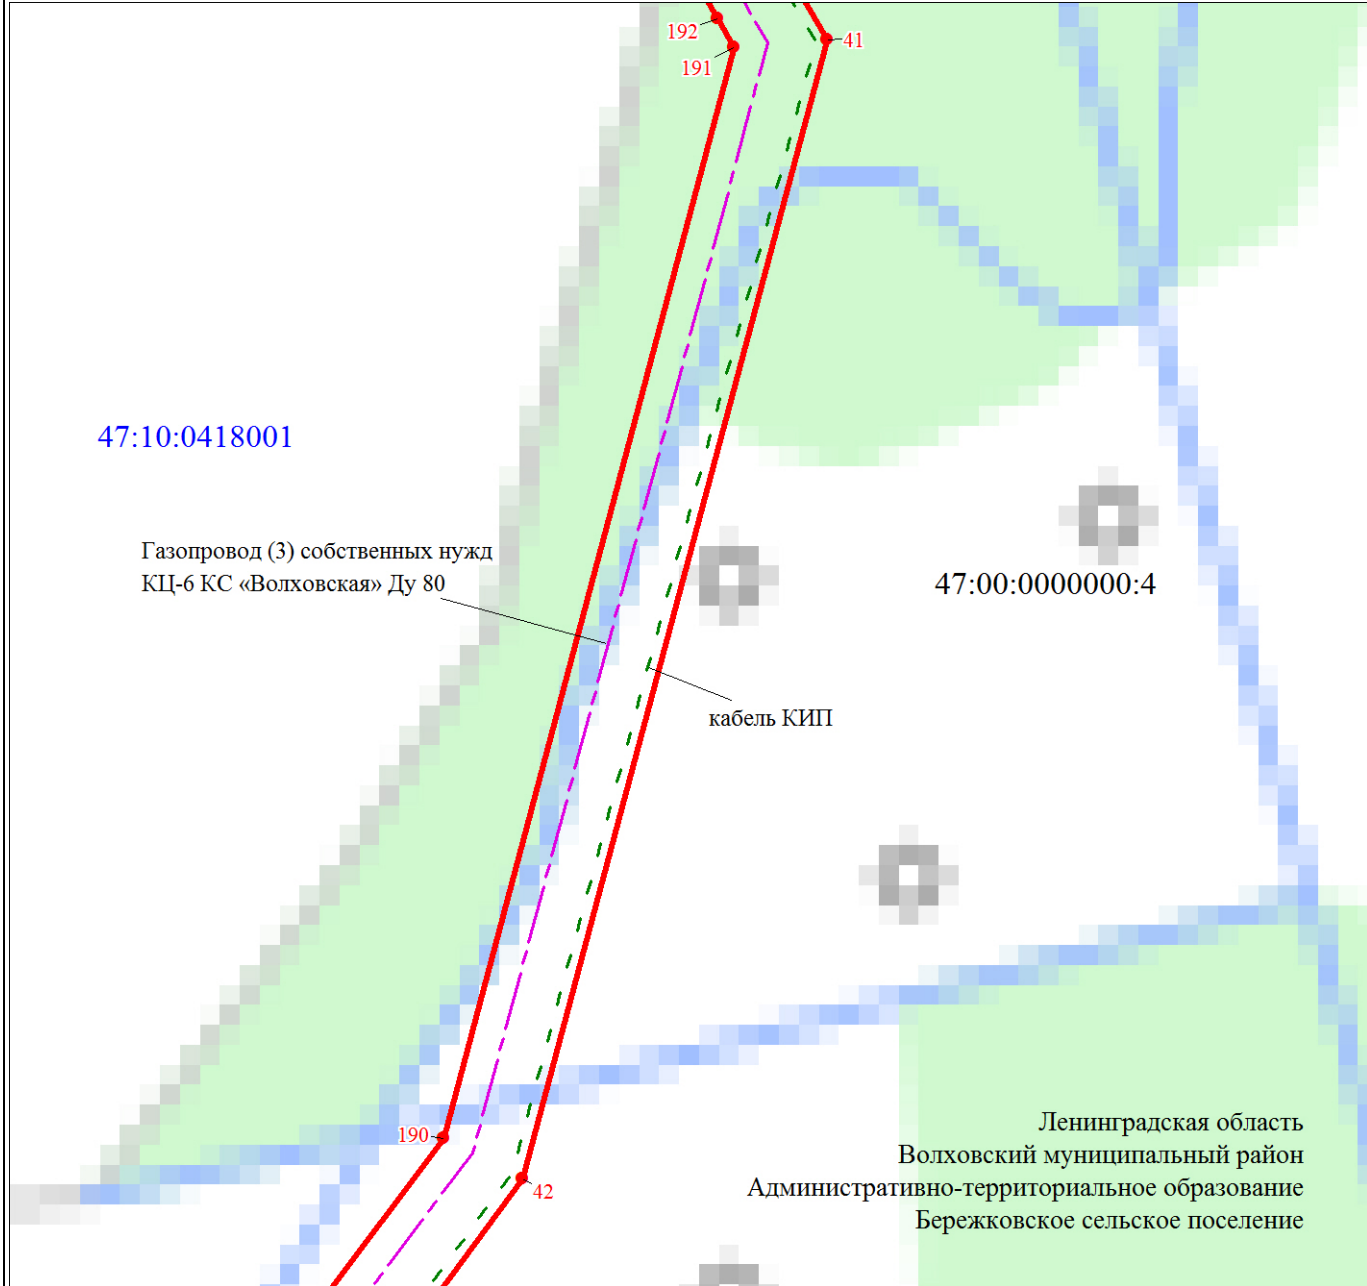 192
41
191
47:10:0418001
Газопровод (3) собственных нужд
КЦ-6 КС «Волховская» Ду 80
47:00:0000000:4
кабель КИП
Ленинградская область
190
Волховский муниципальный район
Административно-территориальное образование
42
Бережковское сельское поселение